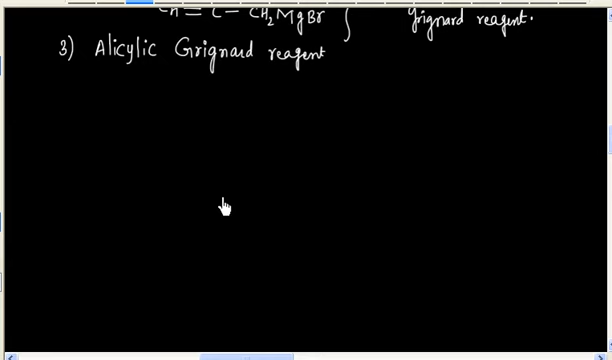 CH ≡ C — CH₂MgBr } Grignard reagent.
3) Alicylic Grignard reagent